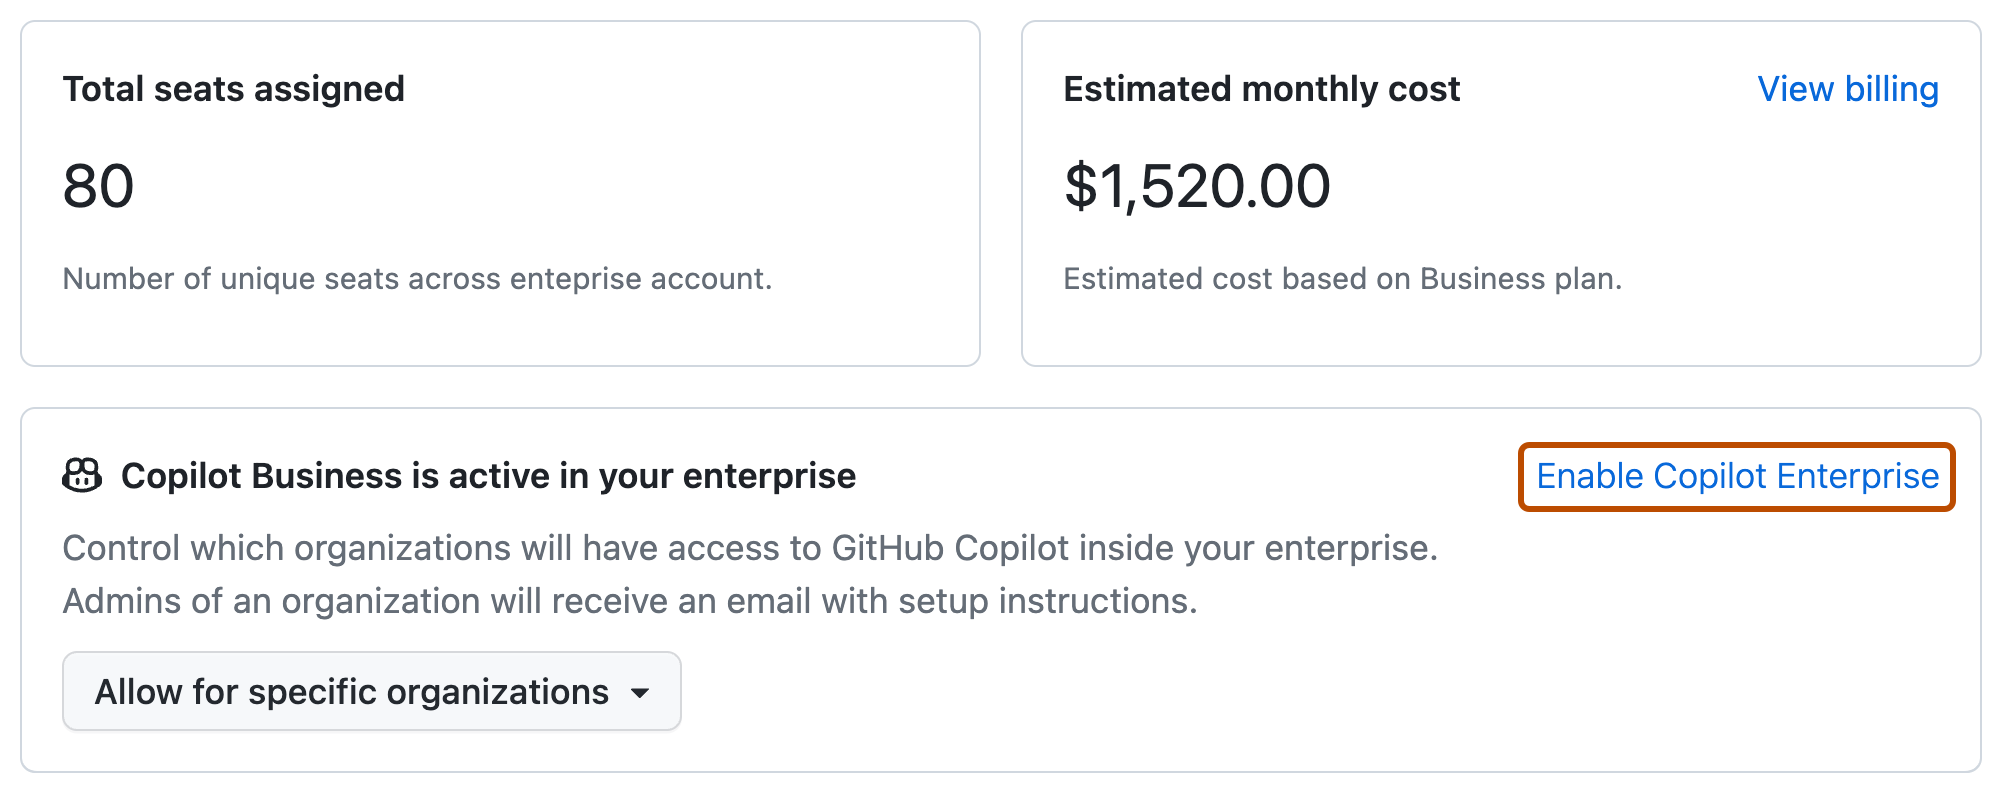 Total seats assigned
80
Number of unique seats across enteprise account.
Estimated monthly cost
View billing
$1,520.00
Estimated cost based on Business plan.
Copilot Business is active in your enterprise
Enable Copilot Enterprise
Control which organizations will have access to GitHub Copilot inside your enterprise.
Admins of an organization will receive an email with setup instructions.
Allow for specific organizations